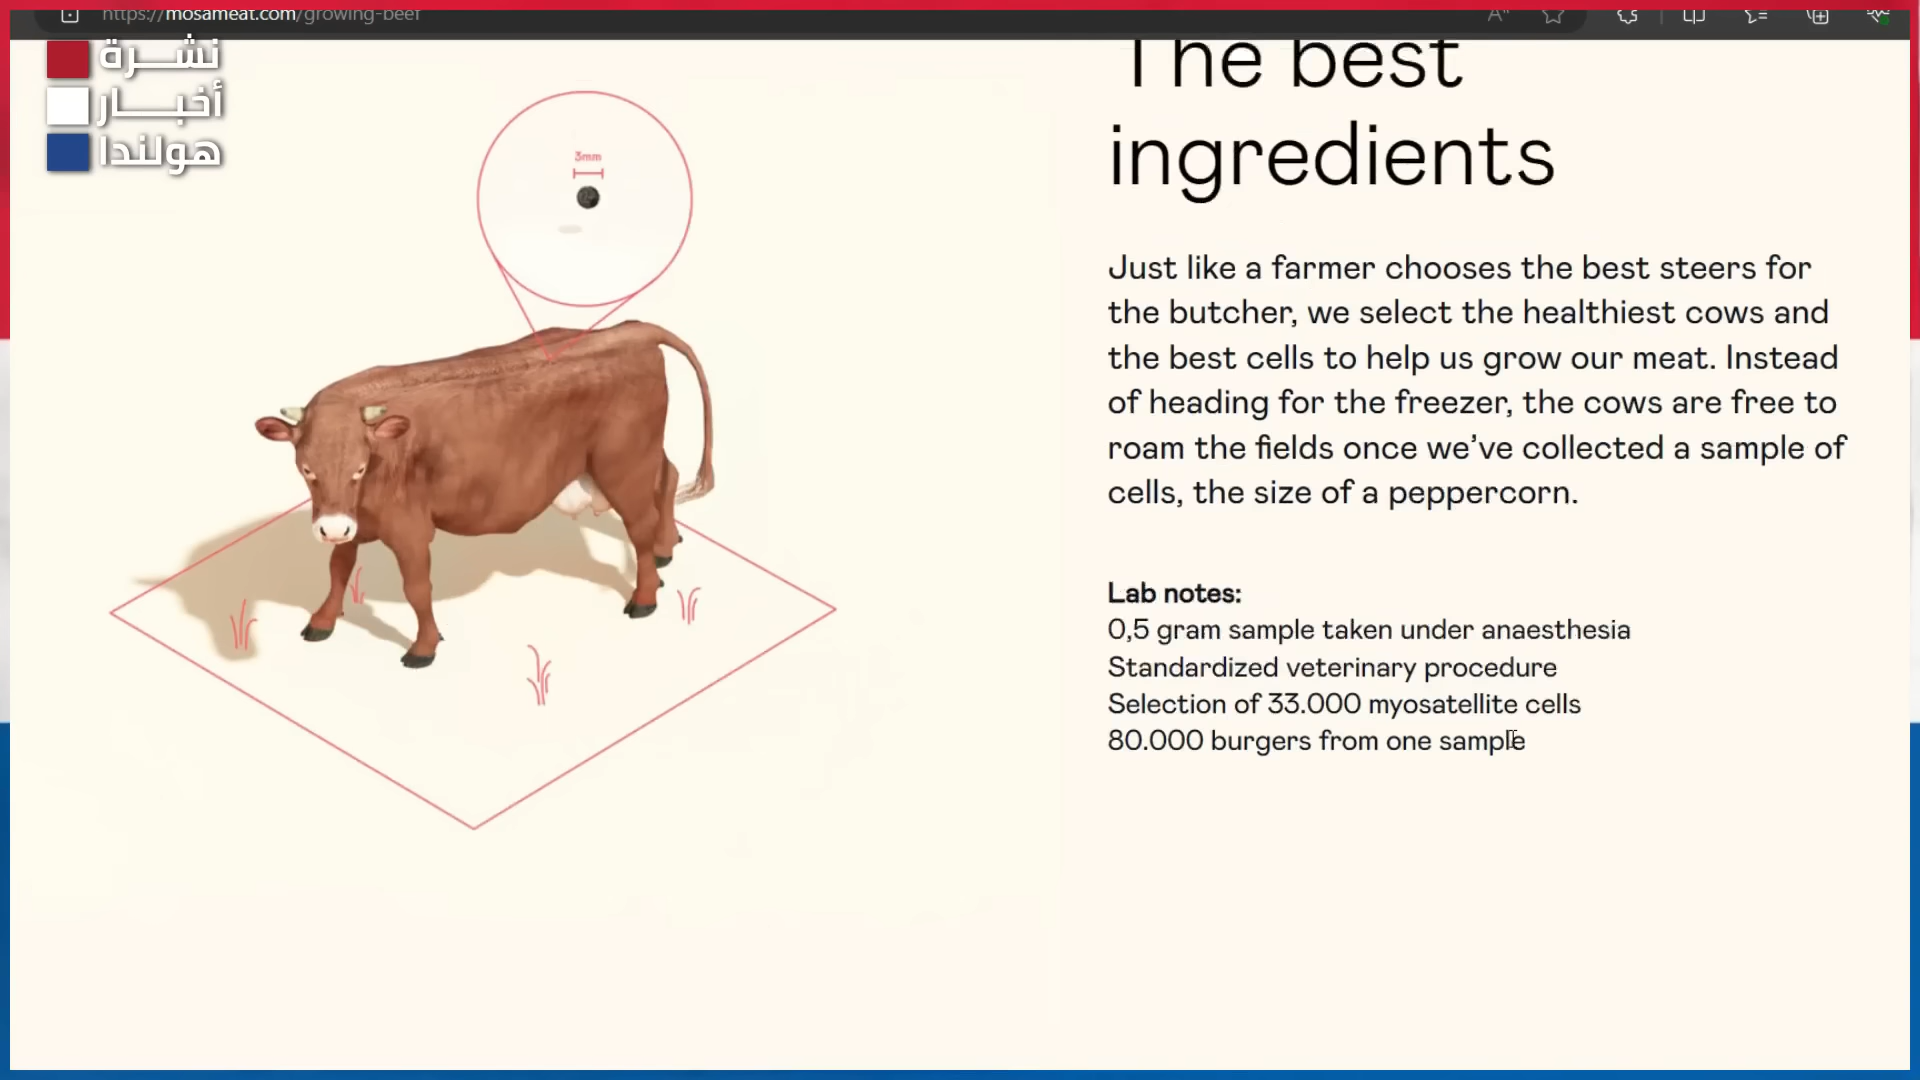 https://mosameat.com/growing-beef
نشرة
أخبار
هولندا
3mm
The best
ingredients
Just like a farmer chooses the best steers for
the butcher, we select the healthiest cows and
the best cells to help us grow our meat. Instead
of heading for the freezer, the cows are free to
roam the fields once we’ve collected a sample of
cells, the size of a peppercorn.
Lab notes:
0,5 gram sample taken under anaesthesia
Standardized veterinary procedure
Selection of 33.000 myosatellite cells
80.000 burgers from one sample